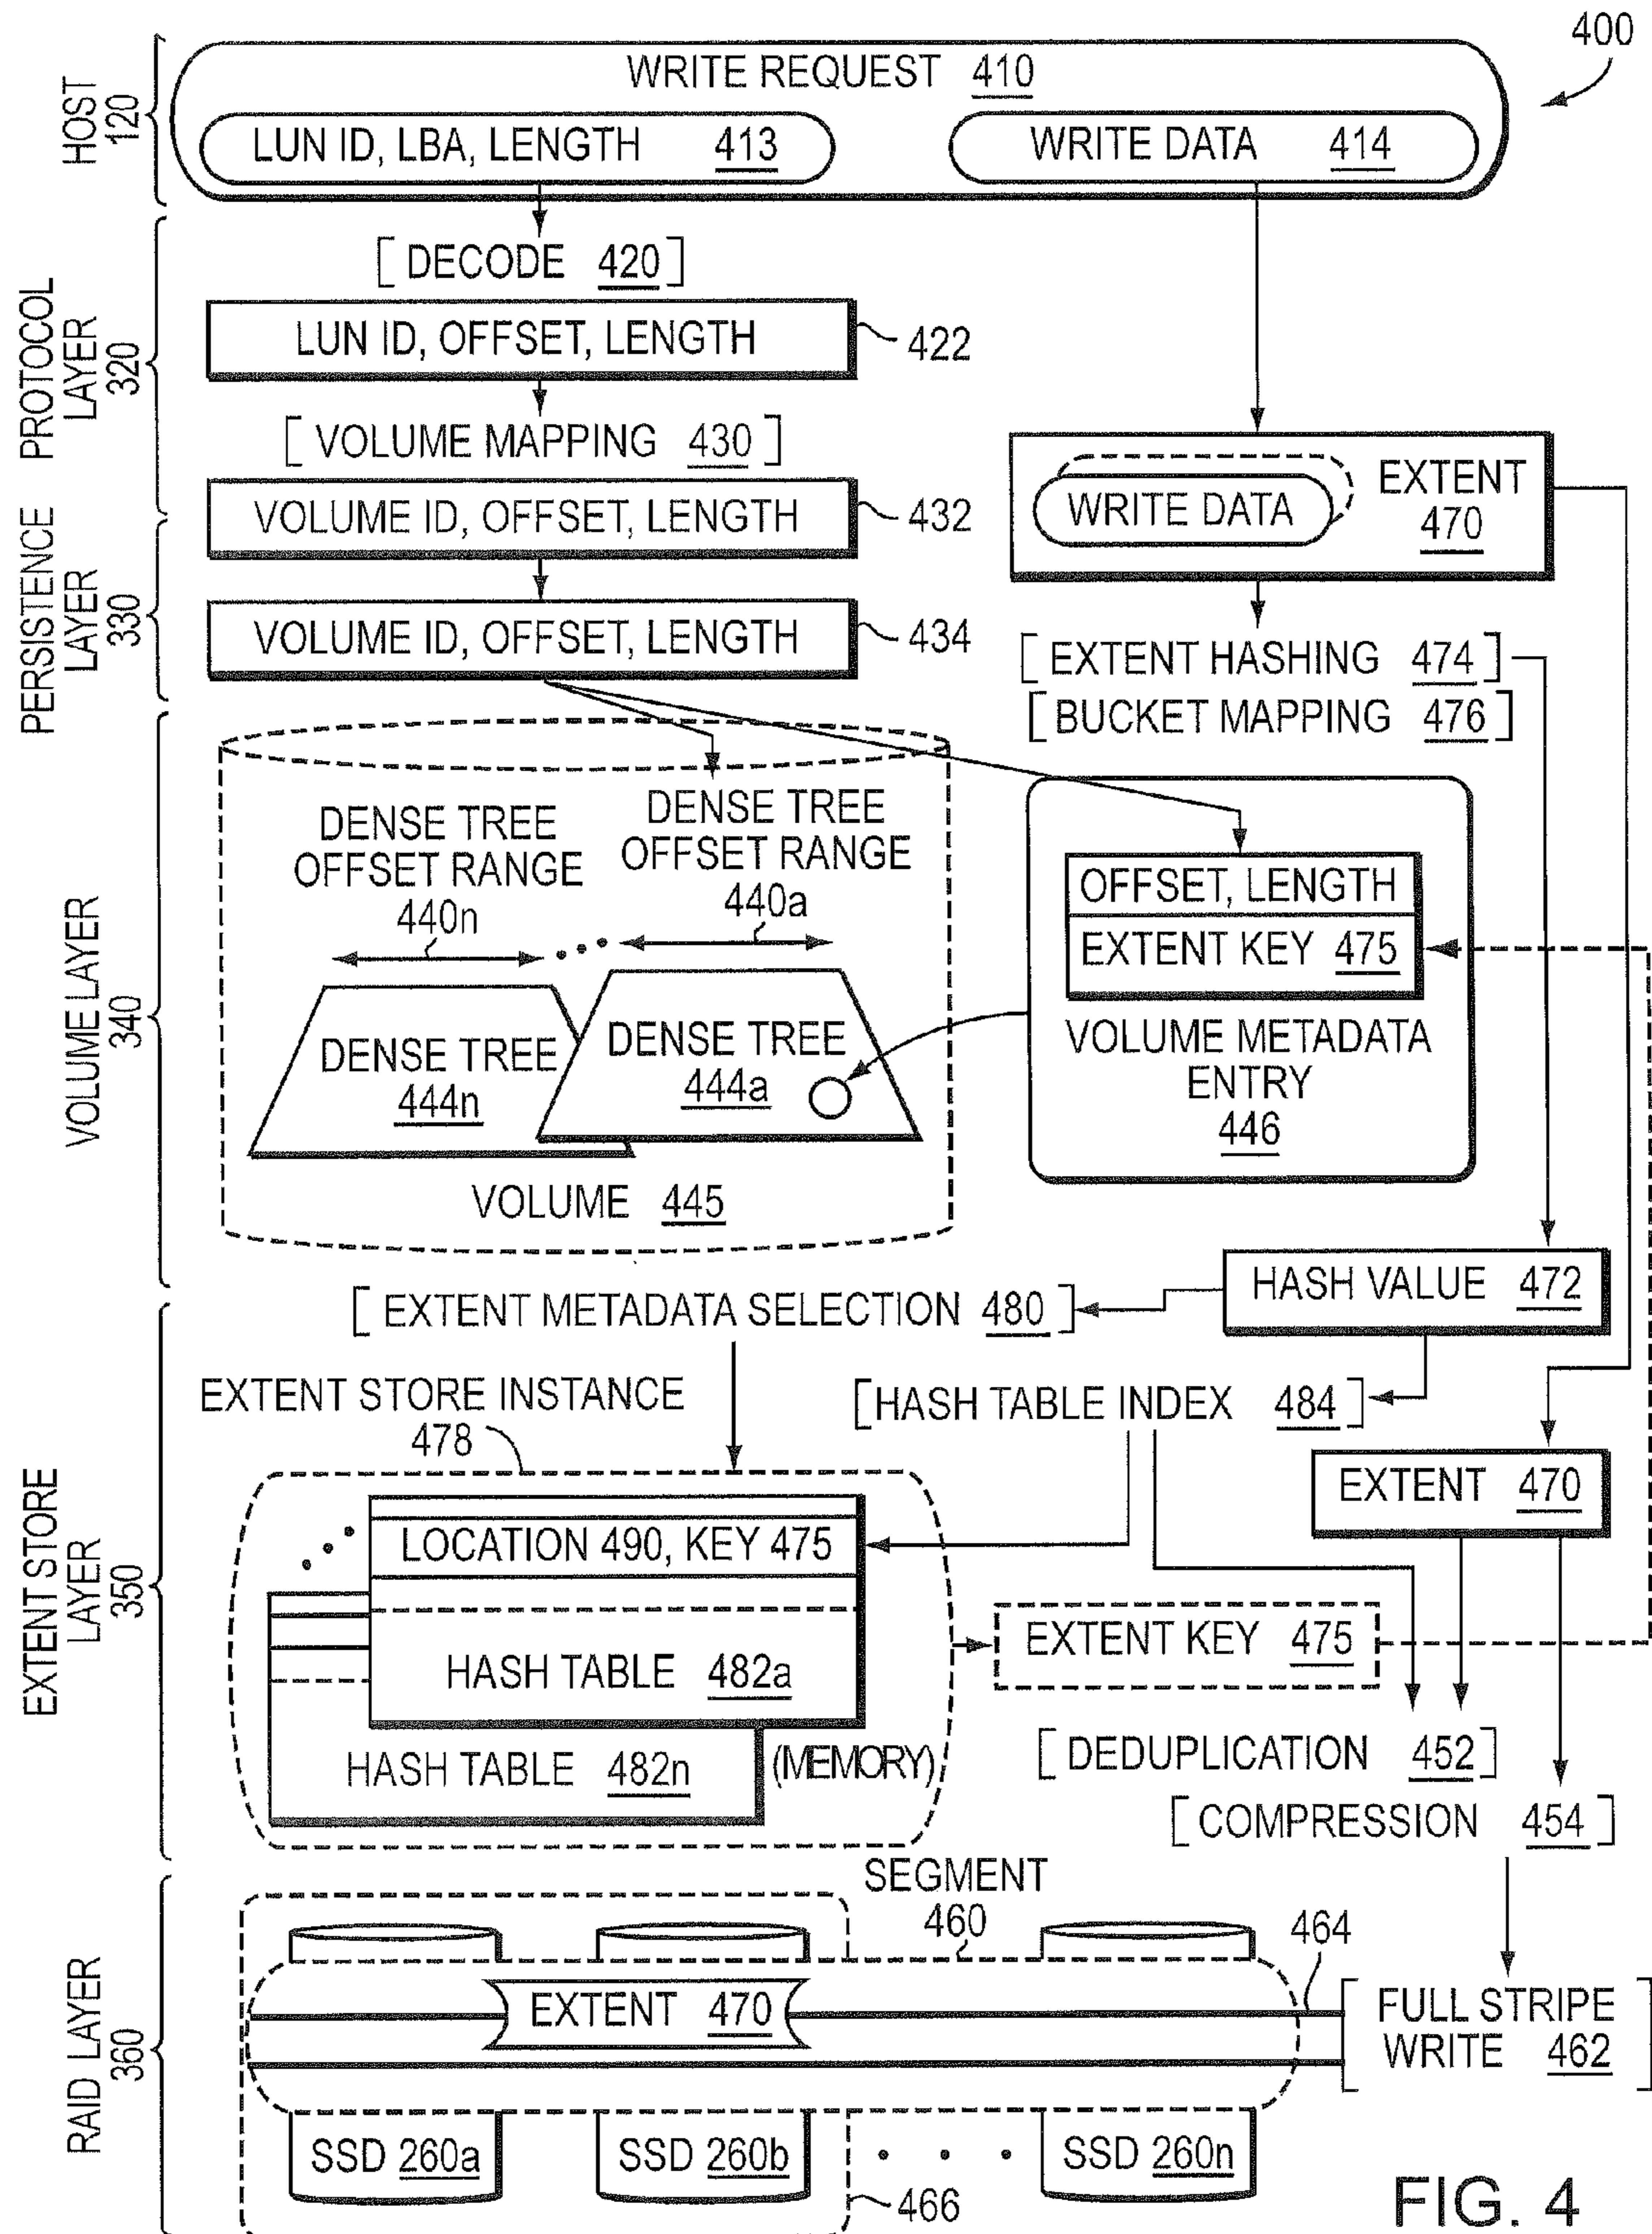 400
HOST
120
WRITE REQUEST 410
LUN ID, LBA, LENGTH 413
WRITE DATA 414
PROTOCOL
LAYER
320
[ DECODE 420 ]
LUN ID, OFFSET, LENGTH
422
[ VOLUME MAPPING 430 ]
VOLUME ID, OFFSET, LENGTH
432
WRITE DATA
EXTENT
470
PERSISTENCE
LAYER
330
VOLUME ID, OFFSET, LENGTH
434
[ EXTENT HASHING 474 ]
[ BUCKET MAPPING 476 ]
VOLUME LAYER
340
DENSE TREE
OFFSET RANGE
440n
DENSE TREE
OFFSET RANGE
440a
DENSE TREE
444n
DENSE TREE
444a
VOLUME 445
OFFSET, LENGTH
EXTENT KEY 475
VOLUME METADATA
ENTRY
446
HASH VALUE 472
EXTENT STORE
LAYER
350
[ EXTENT METADATA SELECTION 480 ]
EXTENT STORE INSTANCE
478
[ HASH TABLE INDEX 484 ]
EXTENT 470
LOCATION 490, KEY 475
HASH TABLE 482a
HASH TABLE 482n
(MEMORY)
EXTENT KEY 475
[ DEDUPLICATION 452 ]
[ COMPRESSION 454 ]
RAID LAYER
360
SEGMENT
460
464
EXTENT 470
[ FULL STRIPE
WRITE 462 ]
SSD 260a
SSD 260b
. . .
SSD 260n
466
FIG. 4